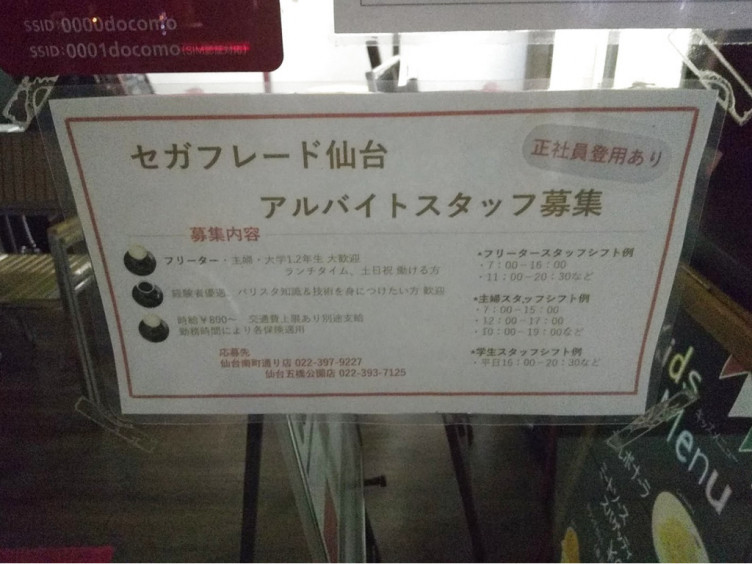 SSID:0000docomo
SSID:0001docomo
セガフレード仙台
正社員登用あり
アルバイトスタッフ募集
募集内容
フリーター・主婦・大学1.2年生 大歓迎
ランチタイム、土日祝 働ける方
経験者優遇 バリスタ知識&技術を身につけたい方 歓迎
時給¥800～ 交通費上限あり別途支給
勤務時間により各保険適用
応募先
仙台南町通り店 022-397-9227
仙台五橋公園店 022-393-7125
•フリータースタッフシフト例
・7：00－16：00
・11：00－20：30など
•主婦スタッフシフト例
・7：00－15：00
・12：00－17：00
・10：00－19：00など
•学生スタッフシフト例
・平日16：00－20：30など
Kids
Menu